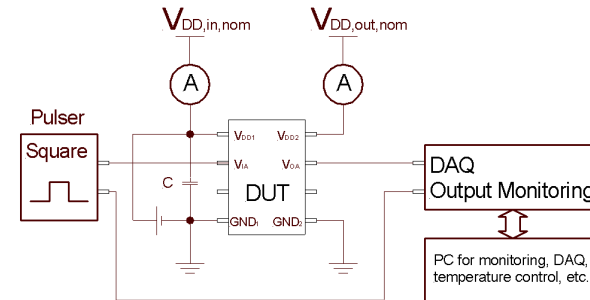 VDD,in,nom
VDD,out,nom
A
A
Pulser
Square
VDD1
VDD2
VIA
VOA
C
DUT
GND1
GND2
DAQ
Output Monitoring
PC for monitoring, DAQ,
temperature control, etc.